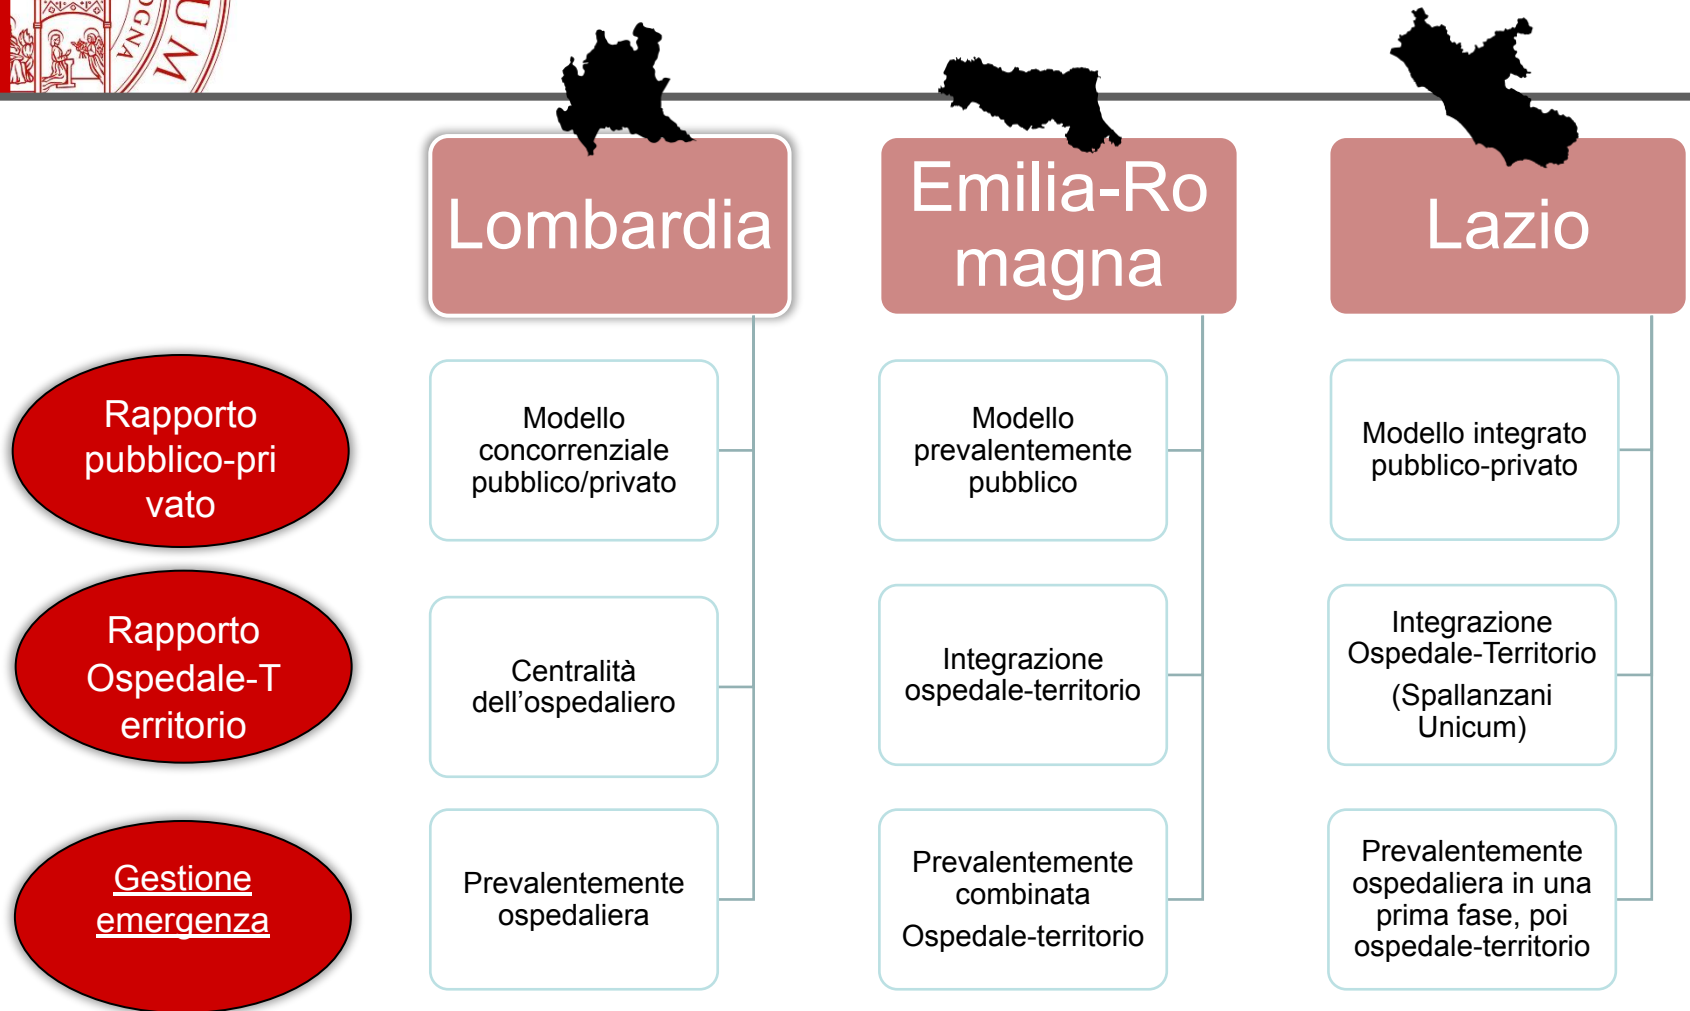 UM
OGNA
Lombardia
Emilia-Ro
magna
Lazio
Rapporto
pubblico-pri
vato
Modello
concorrenziale
pubblico/privato
Modello
prevalentemente
pubblico
Modello integrato
pubblico-privato
Rapporto
Ospedale-T
erritorio
Centralità
dell’ospedaliero
Integrazione
ospedale-territorio
Integrazione
Ospedale-Territorio
(Spallanzani
Unicum)
Gestione
emergenza
Prevalentemente
ospedaliera
Prevalentemente
combinata
Ospedale-territorio
Prevalentemente
ospedaliera in una
prima fase, poi
ospedale-territorio